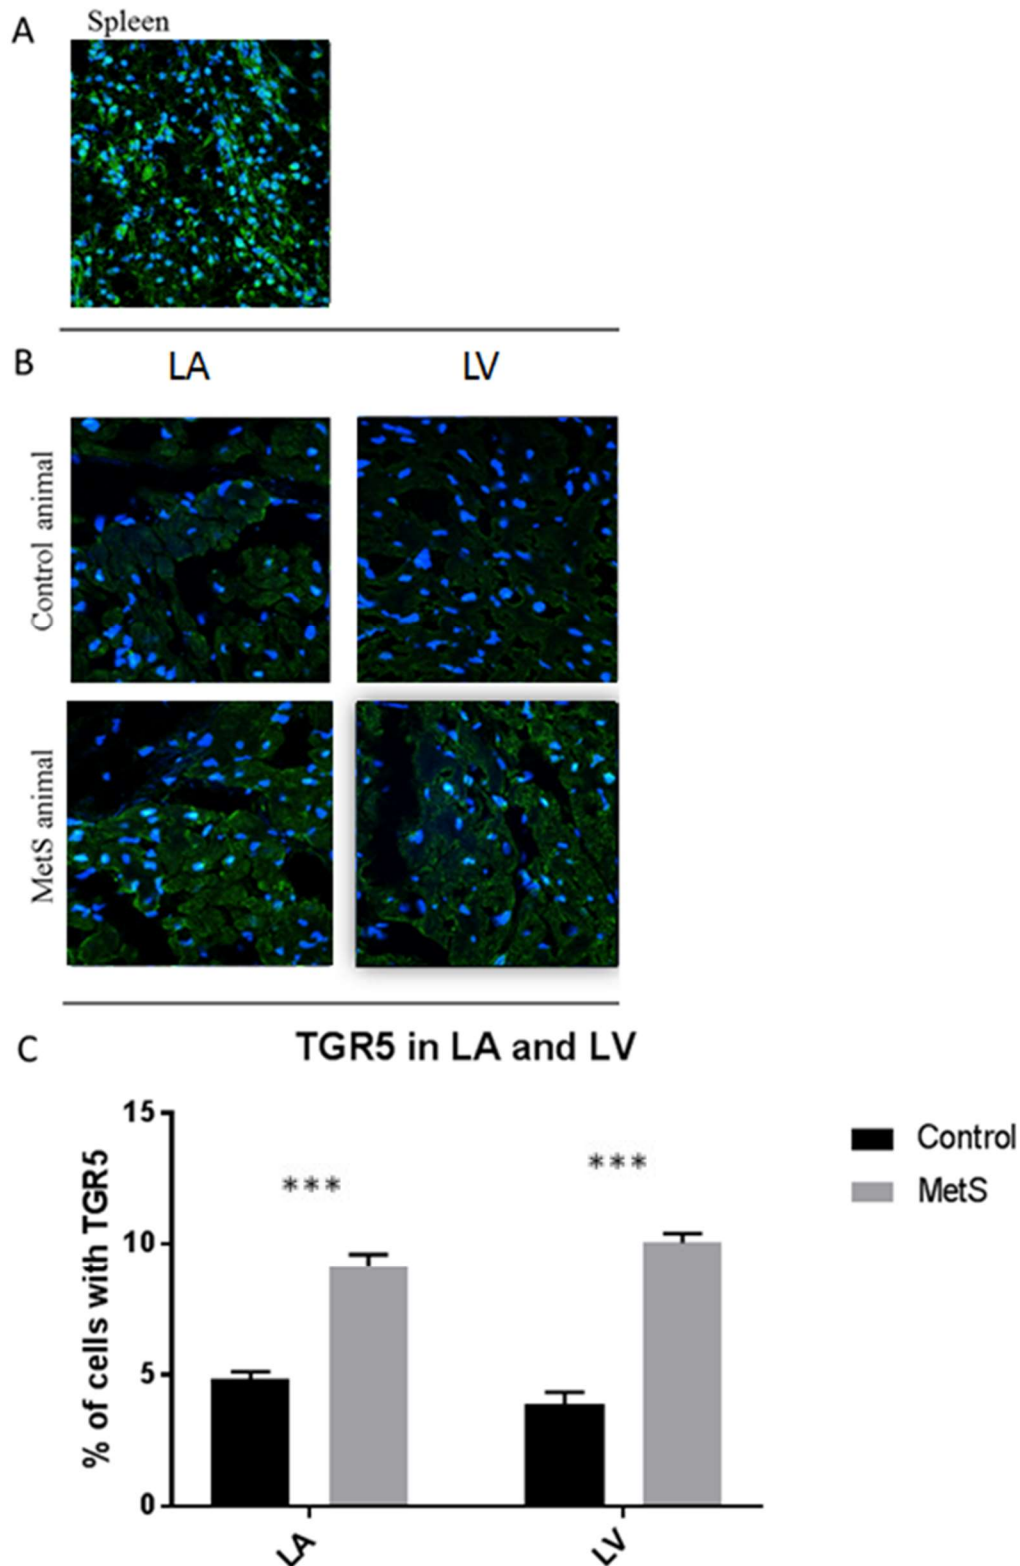 A
Spleen
B
LA
LV
Control animal
MetS animal
C
TGR5 in LA and LV
% of cells with TGR5
15
10
5
0
***
***
Control
MetS
LA
LV